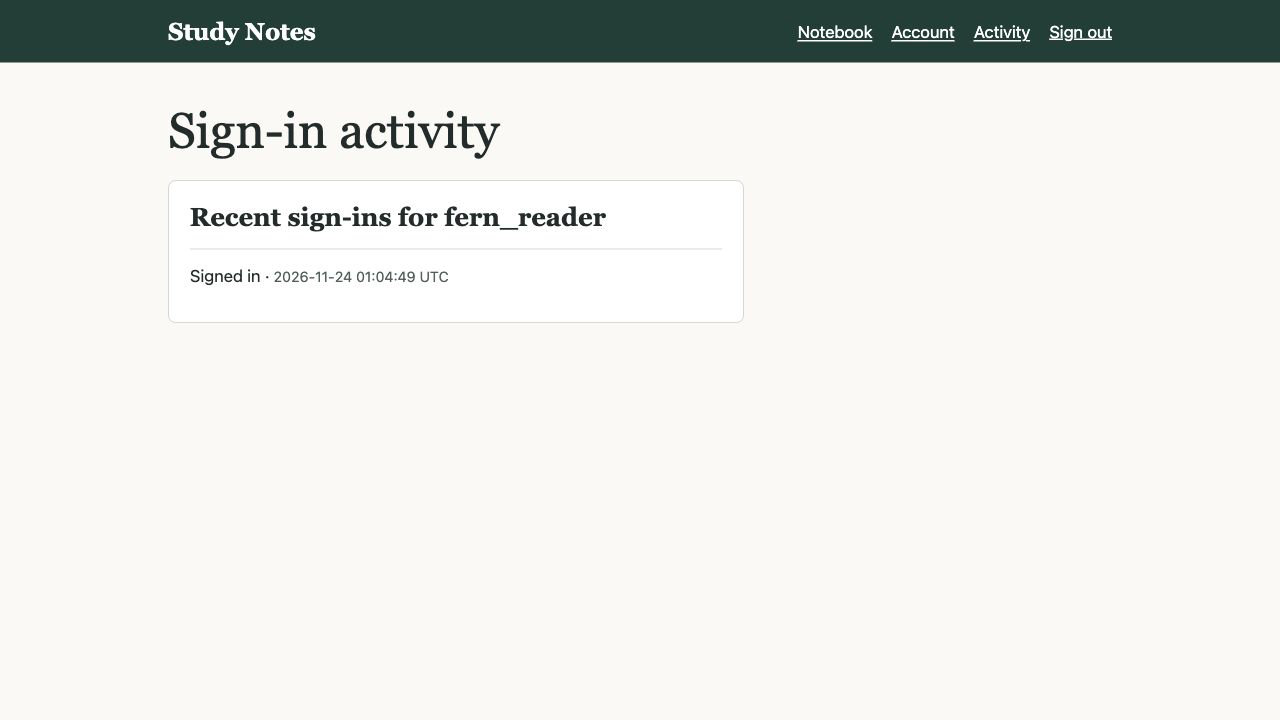 Study Notes
Notebook Account Activity Sign out
Sign-in activity
Recent sign-ins for fern_reader
Signed in · 2026-11-24 01:04:49 UTC